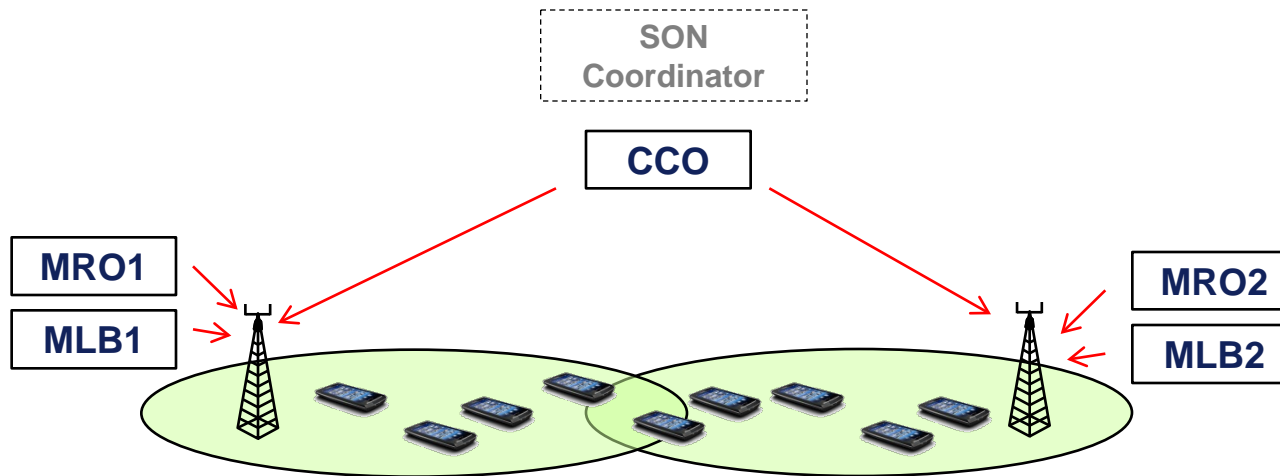 SON
Coordinator
CCO
MRO1
MLB1
MRO2
MLB2